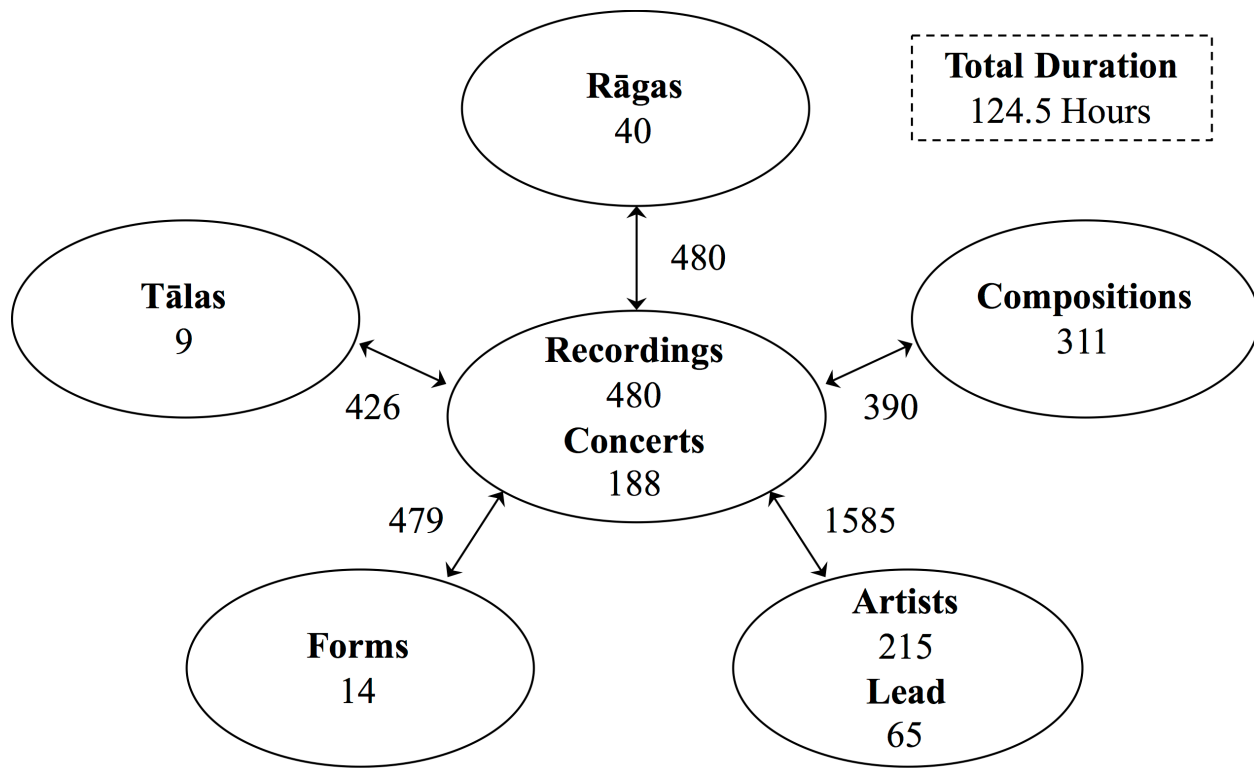 Rāgas
40
Total Duration
124.5 Hours
480
Tālas
9
Compositions
311
Recordings
480
Concerts
188
426
390
479
1585
Forms
14
Artists
215
Lead
65